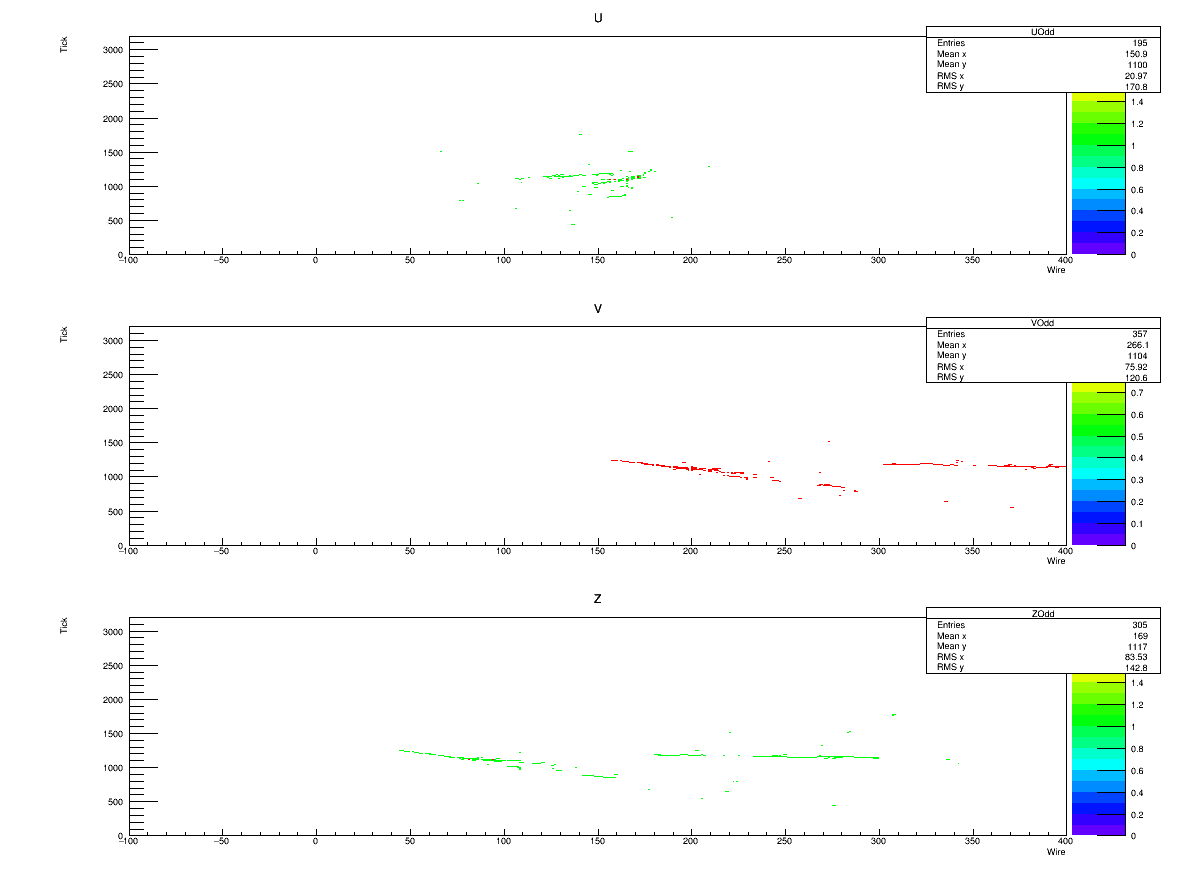 U
Tick
UOdd
Entries 195
Mean x 150.9
Mean y 1100
RMS x 20.97
RMS y 170.8
3000
2500
2000
1500
1000
500
0
1.4
1.2
1
0.8
0.6
0.4
0.2
0
−100 −50 0 50 100 150 200 250 300 350 400
Wire
V
Tick
VOdd
Entries 357
Mean x 266.1
Mean y 1104
RMS x 75.92
RMS y 120.6
3000
2500
2000
1500
1000
500
0
0.7
0.6
0.5
0.4
0.3
0.2
0.1
0
−100 −50 0 50 100 150 200 250 300 350 400
Wire
Z
Tick
ZOdd
Entries 305
Mean x 169
Mean y 1117
RMS x 83.53
RMS y 142.8
3000
2500
2000
1500
1000
500
0
1.4
1.2
1
0.8
0.6
0.4
0.2
0
−100 −50 0 50 100 150 200 250 300 350 400
Wire